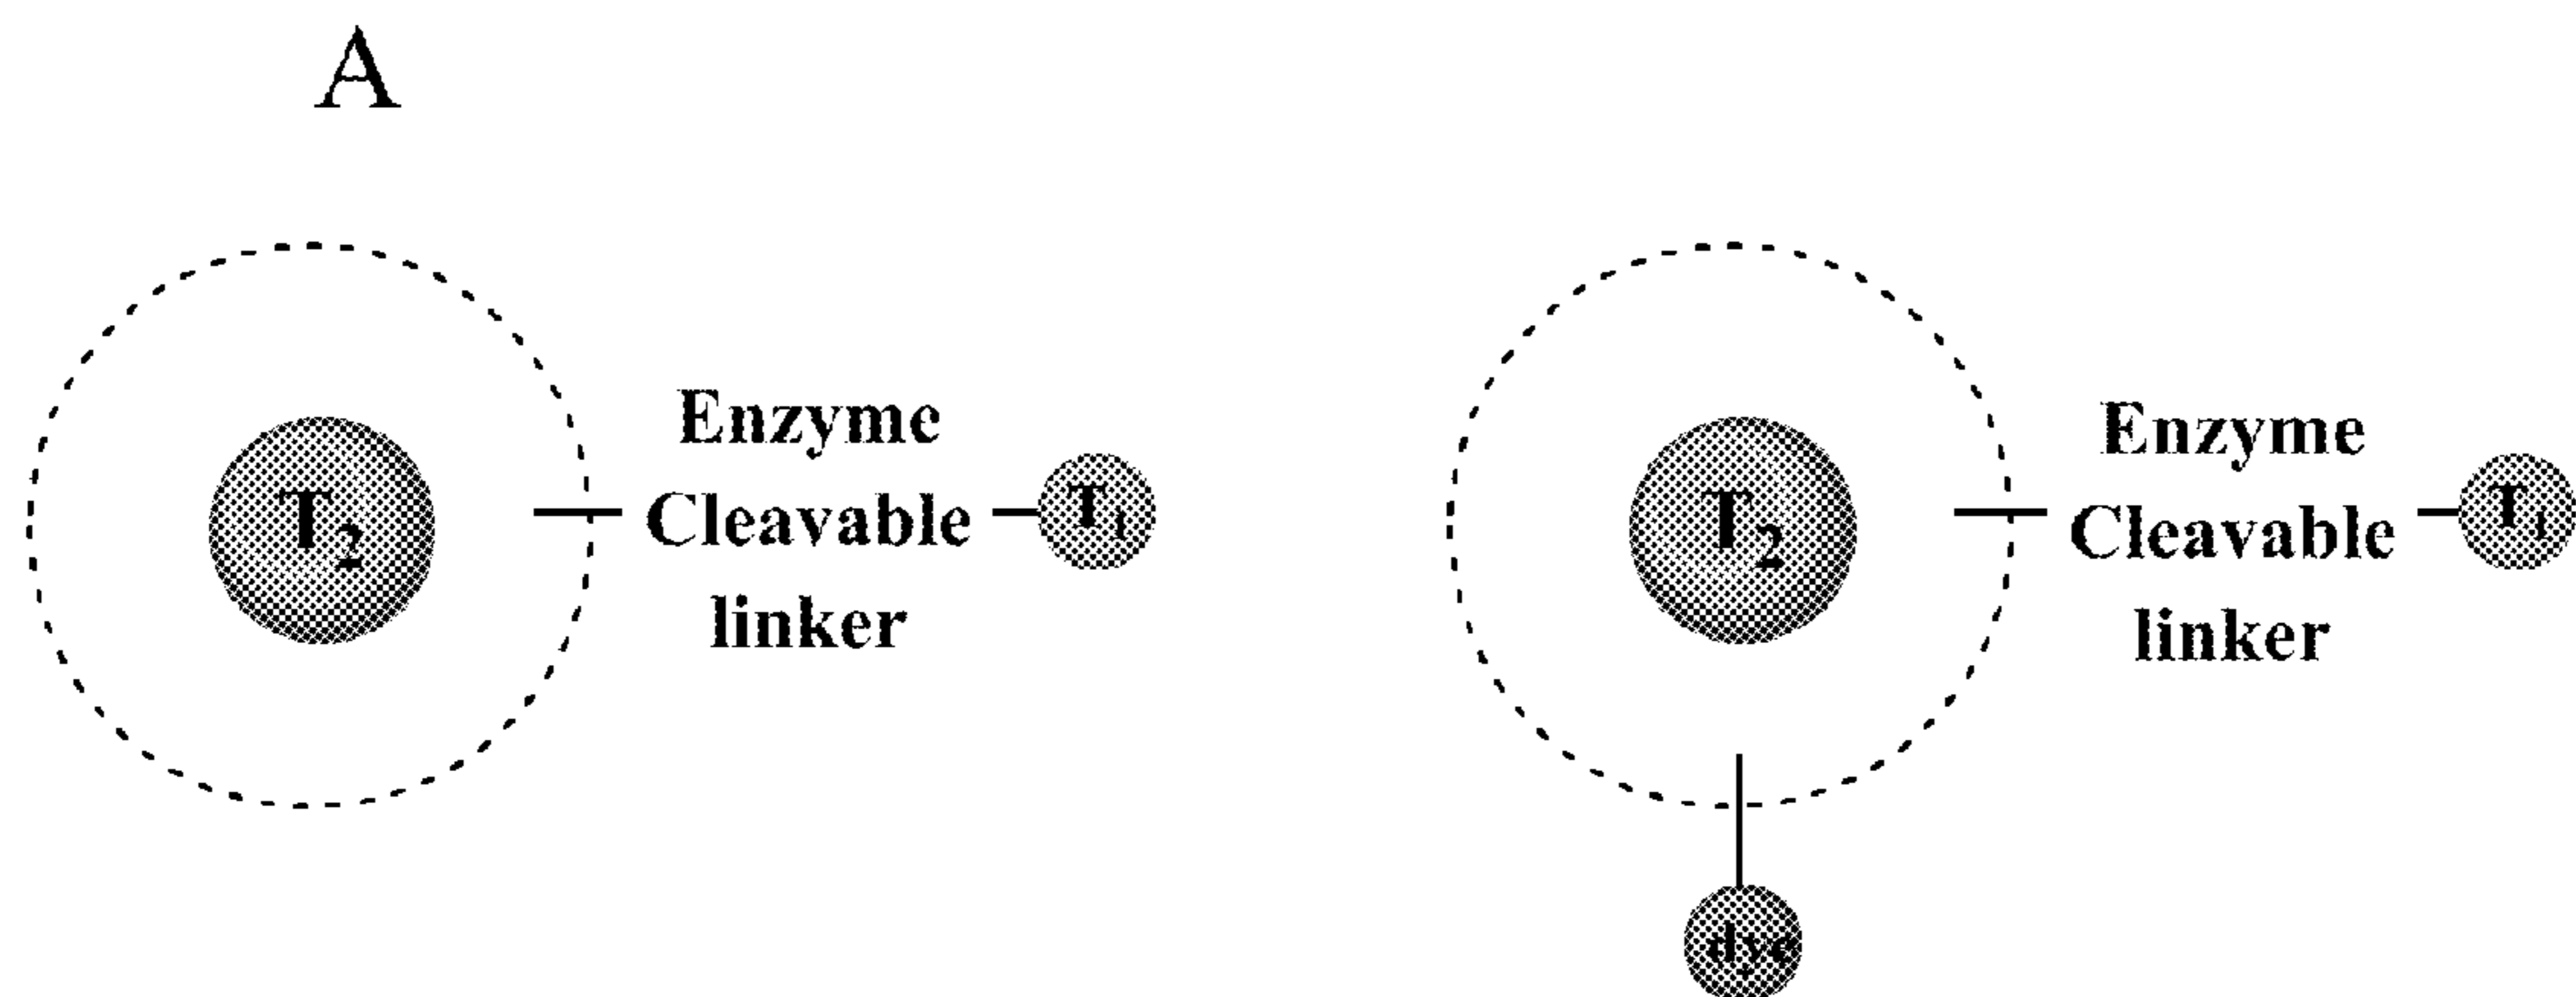 A
T2
Enzyme
Cleavable
linker
T1
T2
Enzyme
Cleavable
linker
T1
dye